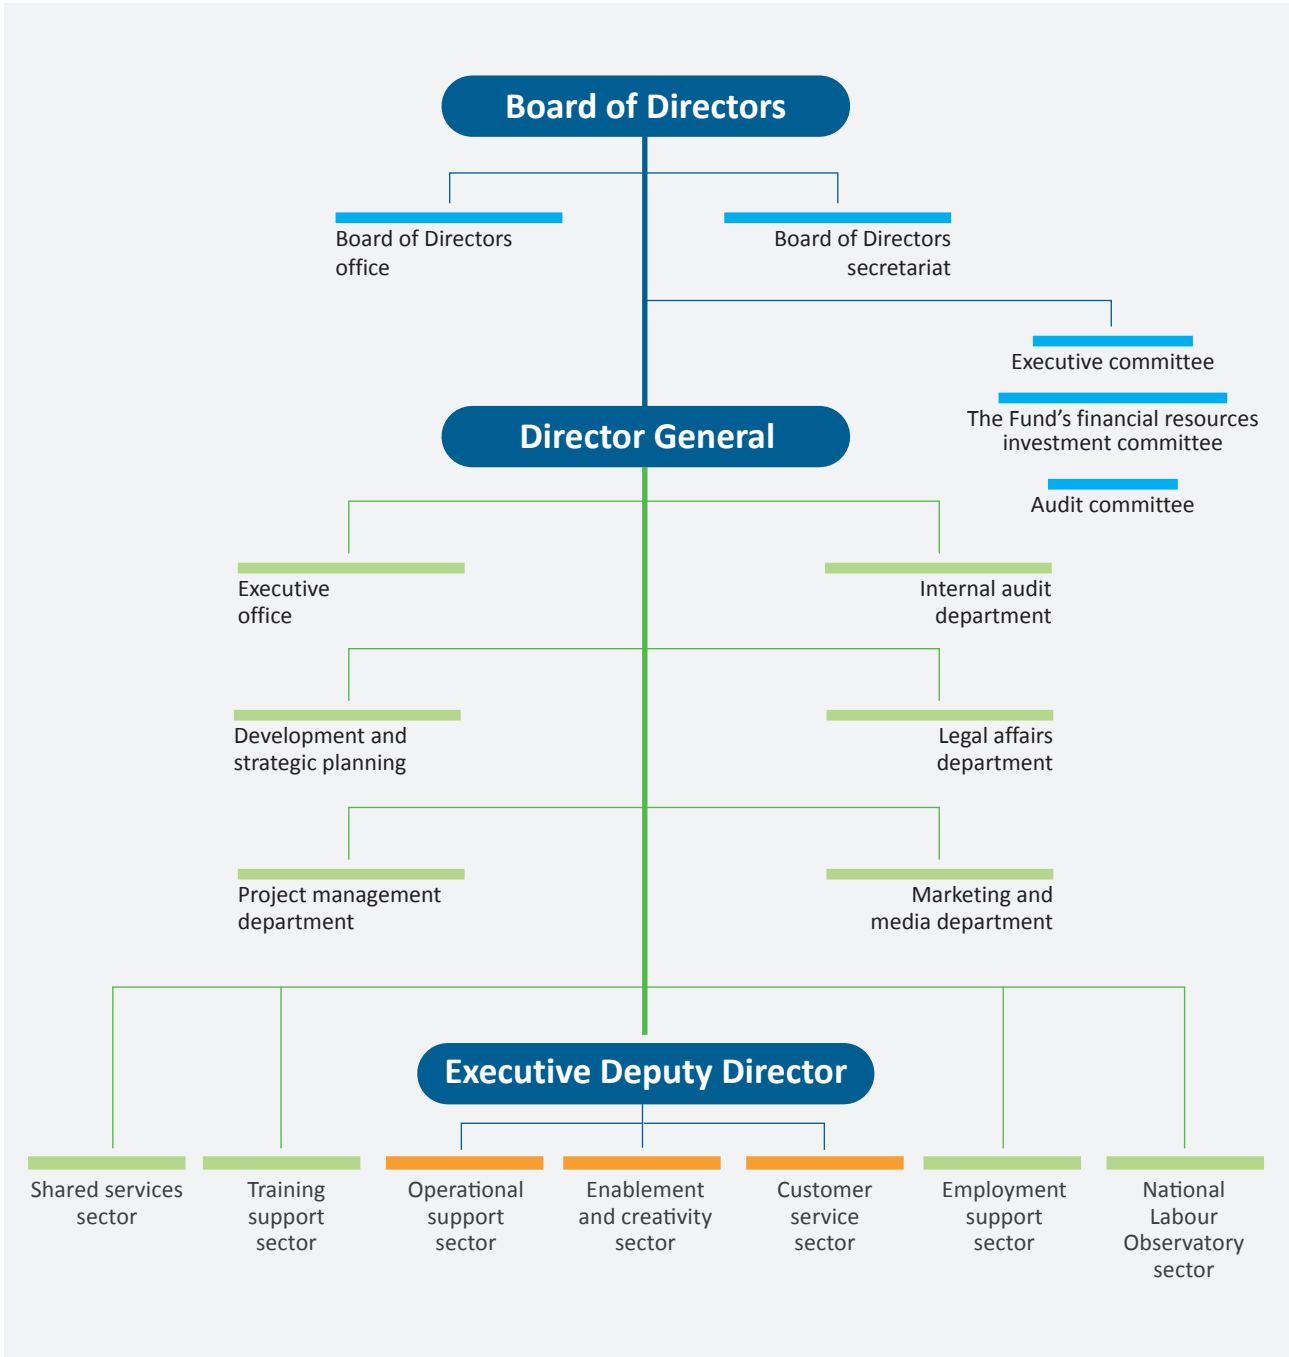 Board of Directors
Board of Directors
office
Board of Directors
secretariat
Executive committee
The Fund’s financial resources
investment committee
Audit committee
Director General
Executive
office
Internal audit
department
Development and
strategic planning
Legal affairs
department
Project management
department
Marketing and
media department
Executive Deputy Director
Shared services
sector
Training
support
sector
Operational
support
sector
Enablement
and creativity
sector
Customer
service
sector
Employment
support
sector
National
Labour
Observatory
sector